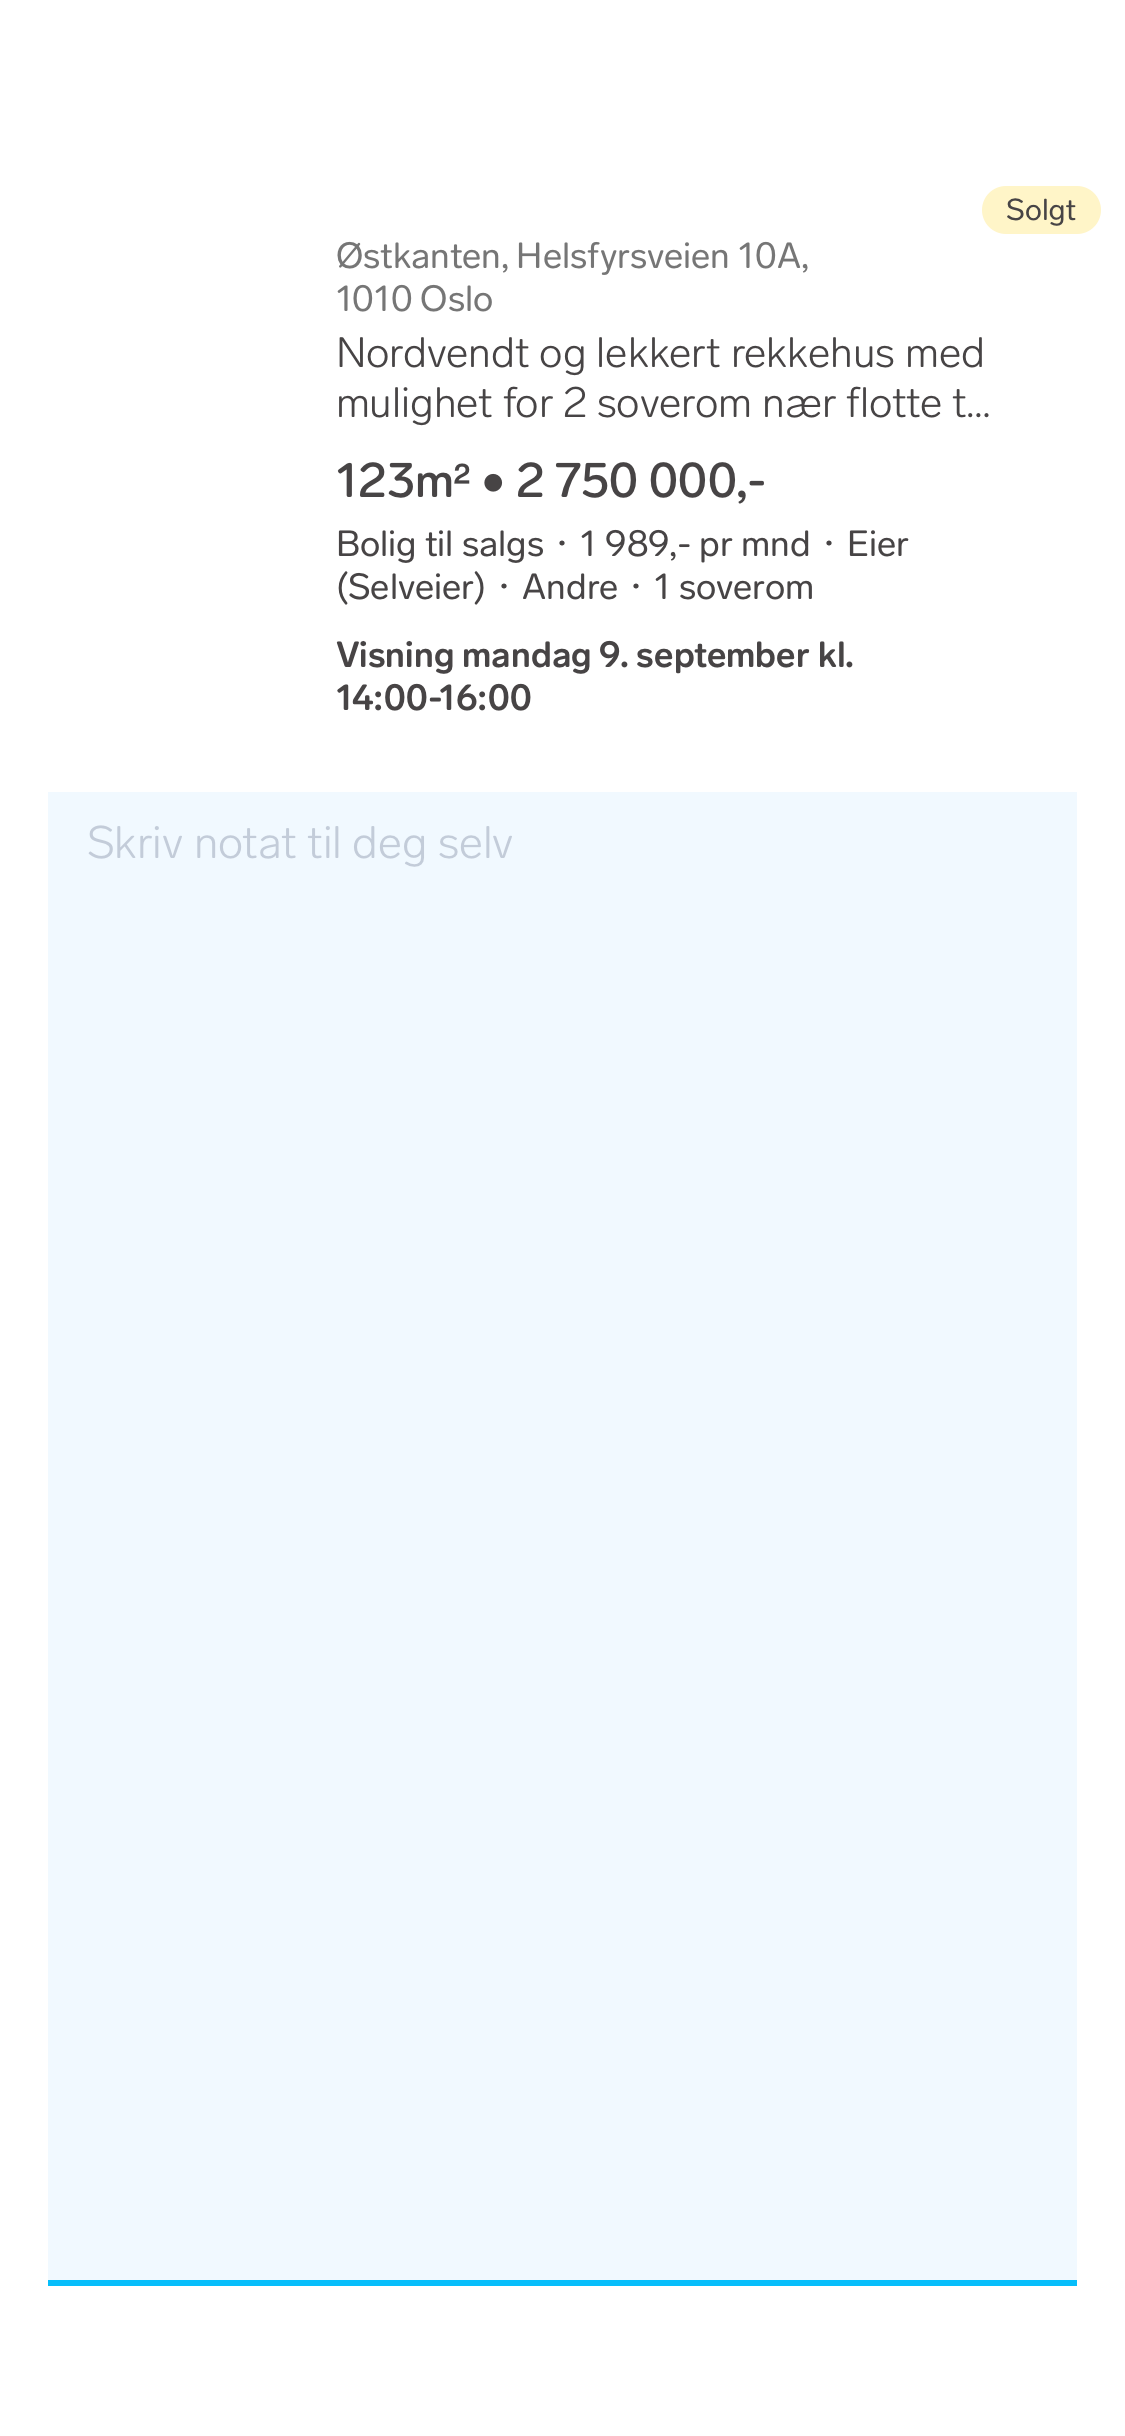 Solgt
Østkanten, Helsfyrsveien 10A,
1010 Oslo
Nordvendt og lekkert rekkehus med
mulighet for 2 soverom nær flotte t...
123m² • 2 750 000,-
Bolig til salgs · 1 989,- pr mnd · Eier
(Selveier) · Andre · 1 soverom
Visning mandag 9. september kl.
14:00-16:00
Skriv notat til deg selv